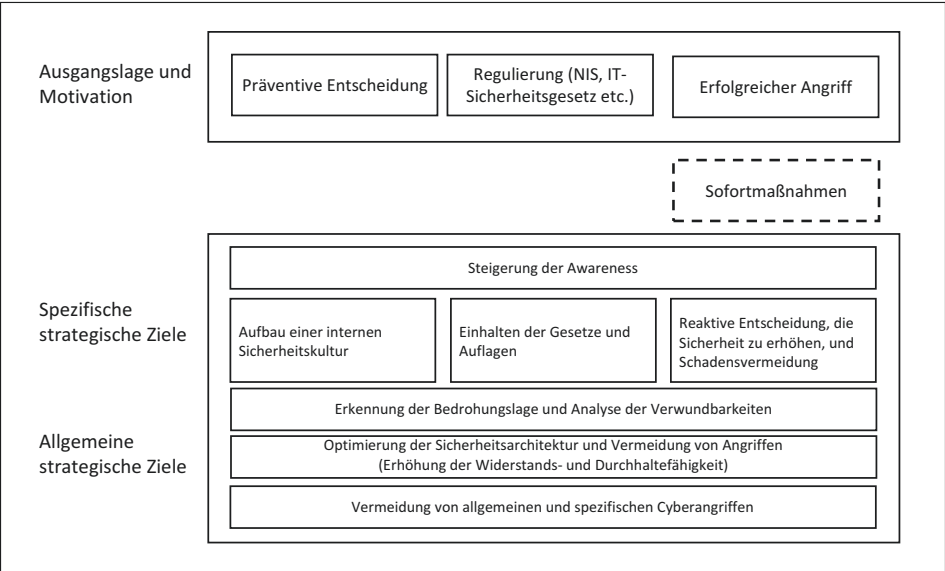 Ausgangslage und
Motivation
Präventive Entscheidung
Regulierung (NIS, IT-
Sicherheitsgesetz etc.)
Erfolgreicher Angriff
Sofortmaßnahmen
Steigerung der Awareness
Spezifische
strategische Ziele
Aufbau einer internen
Sicherheitskultur
Einhalten der Gesetze und
Auflagen
Reaktive Entscheidung, die
Sicherheit zu erhöhen, und
Schadensvermeidung
Erkennung der Bedrohungslage und Analyse der Verwundbarkeiten
Allgemeine
strategische Ziele
Optimierung der Sicherheitsarchitektur und Vermeidung von Angriffen
(Erhöhung der Widerstands- und Durchhaltefähigkeit)
Vermeidung von allgemeinen und spezifischen Cyberangriffen